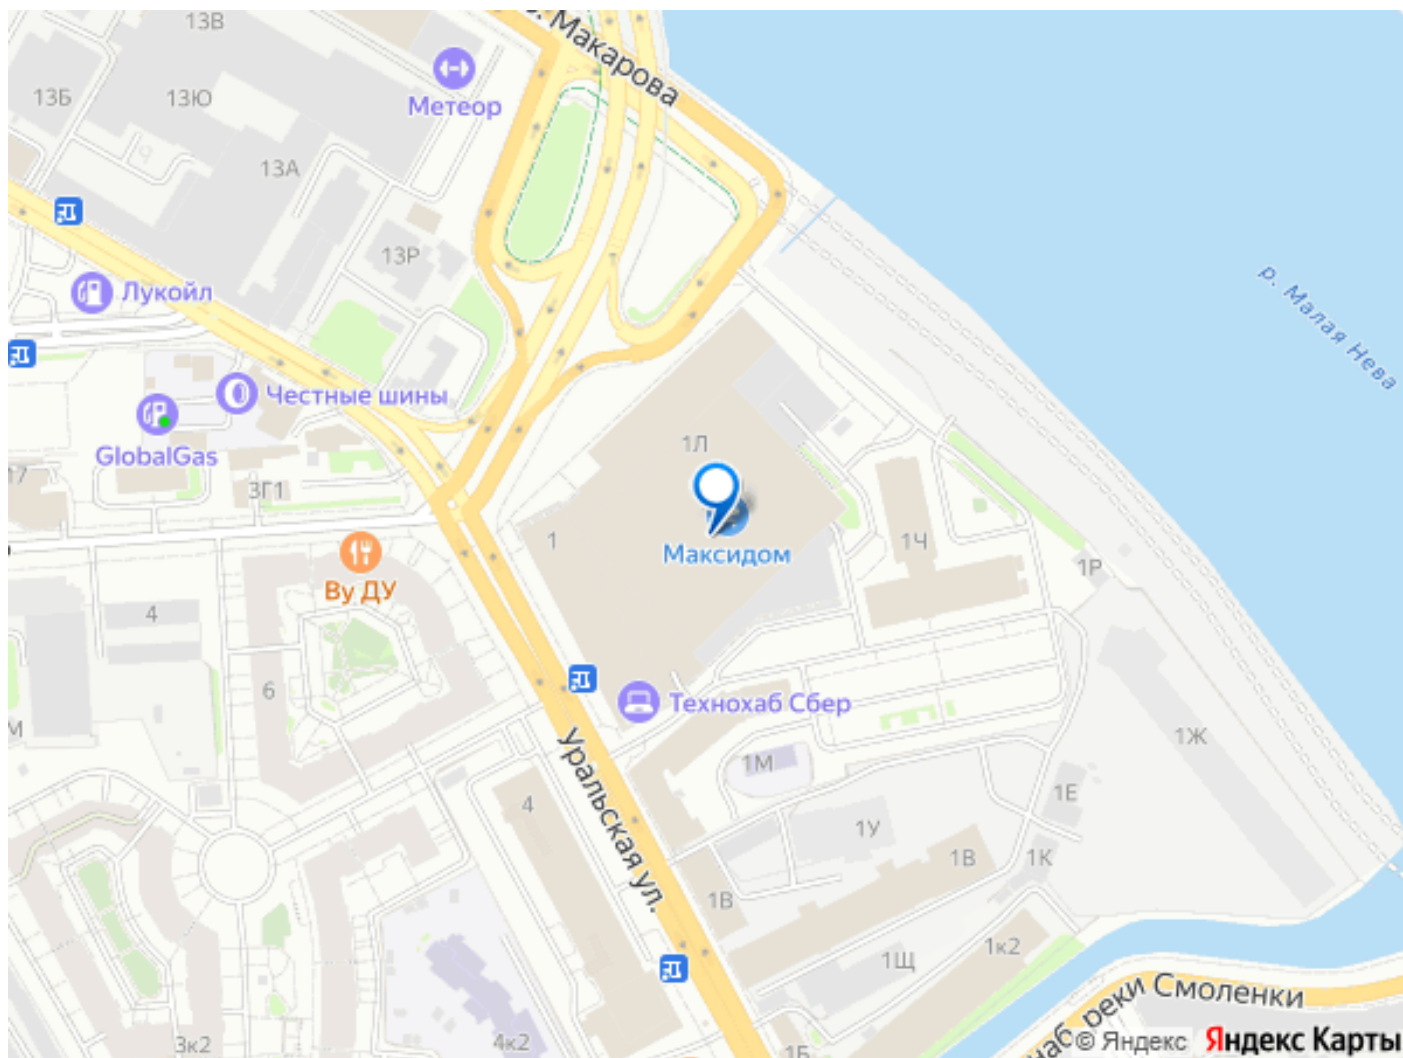 13В
. Макарова
Метеор
13Б
13Ю
13А
13Р
р. Малая Нева
Лукойл
Честные шины
GlobalGas
17
3Г1
1Л
1
Максидом
1Ч
1Р
Ву ДУ
4
6
М
Технохаб Сбер
Уральская ул.
1М
1Ж
1Е
4
1У
1В
1К
1В
1к2
1Щ
наб. реки Смоленки
3к2
4к2
1Б
© Яндекс Яндекс Карты